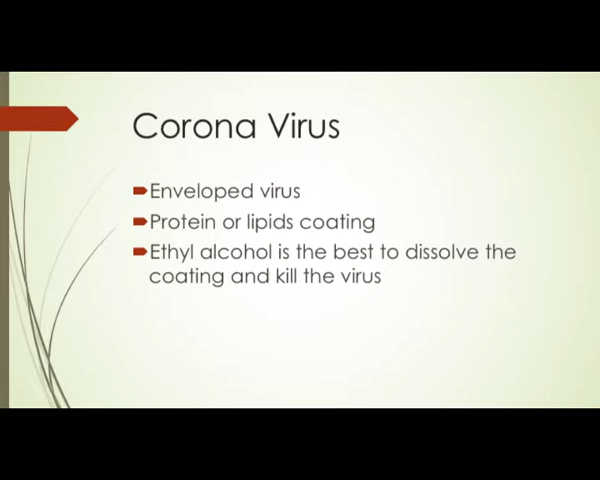 Corona Virus
Enveloped virus
Protein or lipids coating
Ethyl alcohol is the best to dissolve the
coating and kill the virus